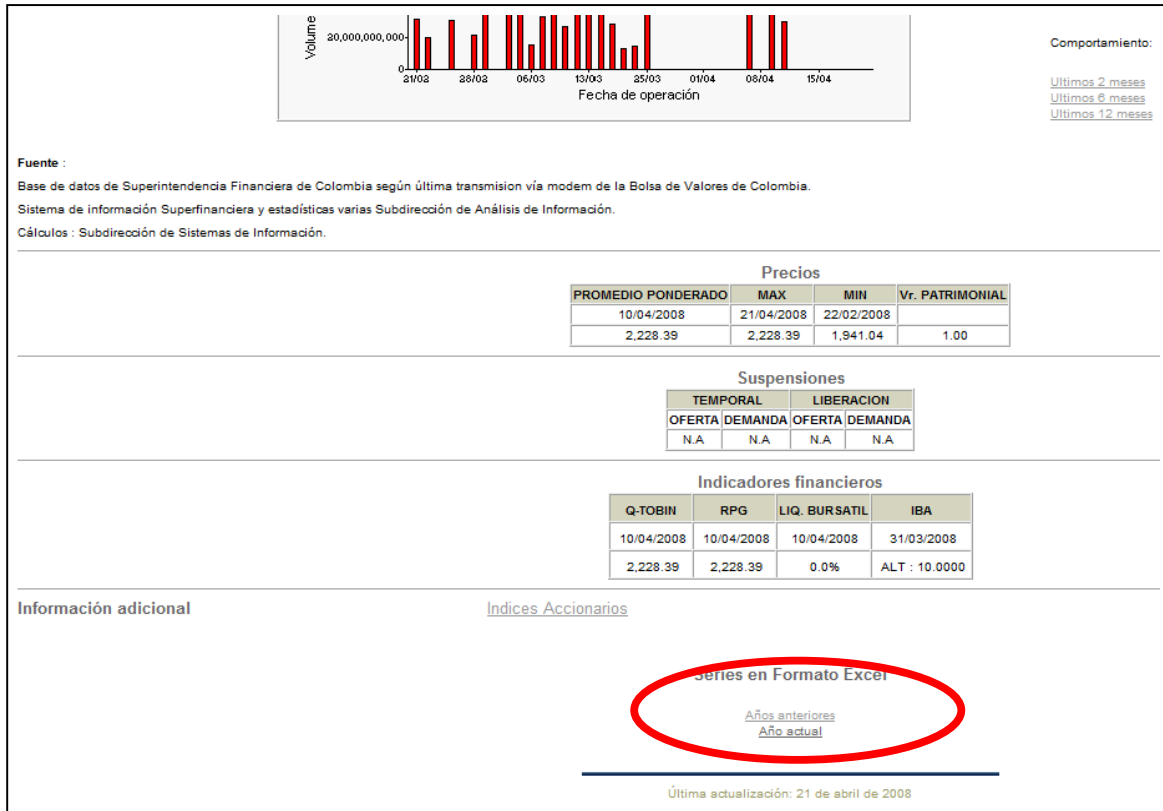 Volume
20,000,000,000
0
21/02 28/02 06/03 13/03 25/03 01/04 08/04 15/04
Fecha de operación
Comportamiento:
Ultimos 2 meses
Ultimos 6 meses
Ultimos 12 meses
Fuente :
Base de datos de Superintendencia Financiera de Colombia según última transmision vía modem de la Bolsa de Valores de Colombia.
Sistema de información Superfinanciera y estadísticas varias Subdirección de Análisis de Información.
Cálculos : Subdirección de Sistemas de Información.
Precios
PROMEDIO PONDERADO MAX MIN Vr. PATRIMONIAL
10/04/2008 21/04/2008 22/02/2008
2,228.39 2,228.39 1,941.04 1.00
Suspensiones
TEMPORAL LIBERACION
OFERTA DEMANDA OFERTA DEMANDA
N.A N.A N.A N.A
Indicadores financieros
Q-TOBIN RPG LIQ. BURSATIL IBA
10/04/2008 10/04/2008 10/04/2008 31/03/2008
2,228.39 2,228.39 0.0% ALT : 10.0000
Información adicional Indices Accionarios
Series en Formato Excel
Años anteriores
Año actual
Última actualización: 21 de abril de 2008